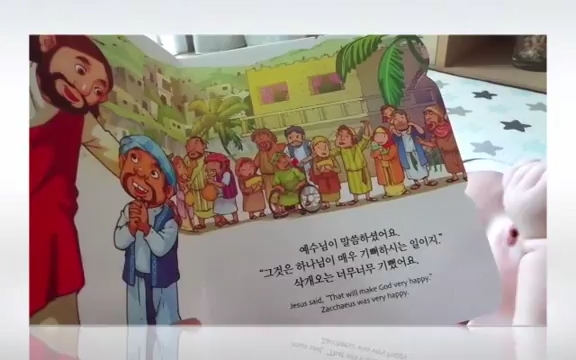 예수님이 말씀하셨어요.
"그것은 하나님이 매우 기뻐하시는 일이지."
삭개오는 너무너무 기뻤어요.
Jesus said, "That will make God very happy."
Zacchaeus was very happy.